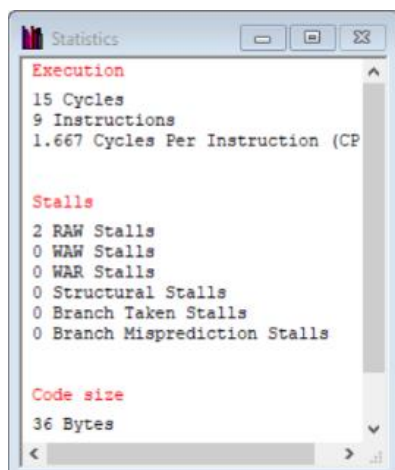 Statistics
Execution
15 Cycles
9 Instructions
1.667 Cycles Per Instruction (CP
Stalls
2 RAW Stalls
0 WAW Stalls
0 WAR Stalls
0 Structural Stalls
0 Branch Taken Stalls
0 Branch Misprediction Stalls
Code size
36 Bytes